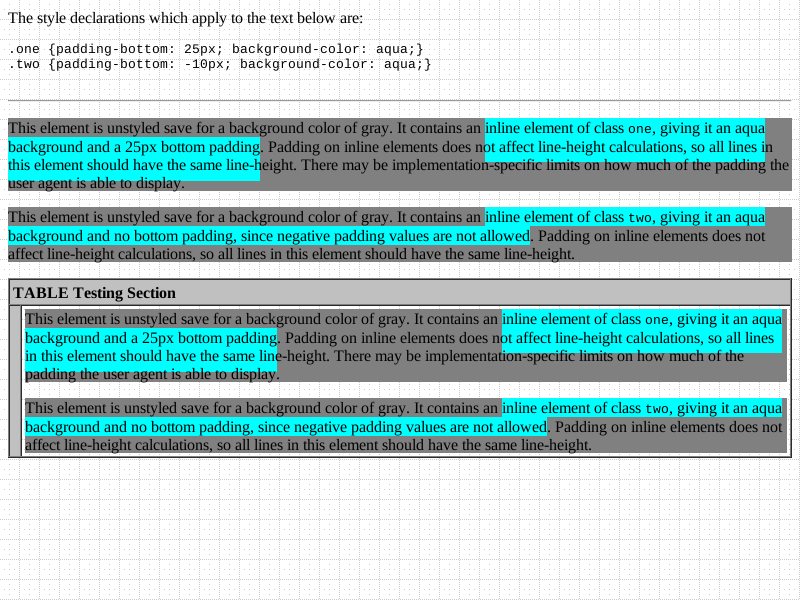 The style declarations which apply to the text below are:
.one {padding-bottom: 25px; background-color: aqua;}
.two {padding-bottom: -10px; background-color: aqua;}
This element is unstyled save for a background color of gray. It contains an inline element of class one, giving it an aqua
background and a 25px bottom padding. Padding on inline elements does not affect line-height calculations, so all lines in
this element should have the same line-height. There may be implementation-specific limits on how much of the padding the
user agent is able to display.
This element is unstyled save for a background color of gray. It contains an inline element of class two, giving it an aqua
background and no bottom padding, since negative padding values are not allowed. Padding on inline elements does not
affect line-height calculations, so all lines in this element should have the same line-height.
TABLE Testing Section
This element is unstyled save for a background color of gray. It contains an inline element of class one, giving it an aqua
background and a 25px bottom padding. Padding on inline elements does not affect line-height calculations, so all lines
in this element should have the same line-height. There may be implementation-specific limits on how much of the
padding the user agent is able to display.
This element is unstyled save for a background color of gray. It contains an inline element of class two, giving it an aqua
background and no bottom padding, since negative padding values are not allowed. Padding on inline elements does not
affect line-height calculations, so all lines in this element should have the same line-height.